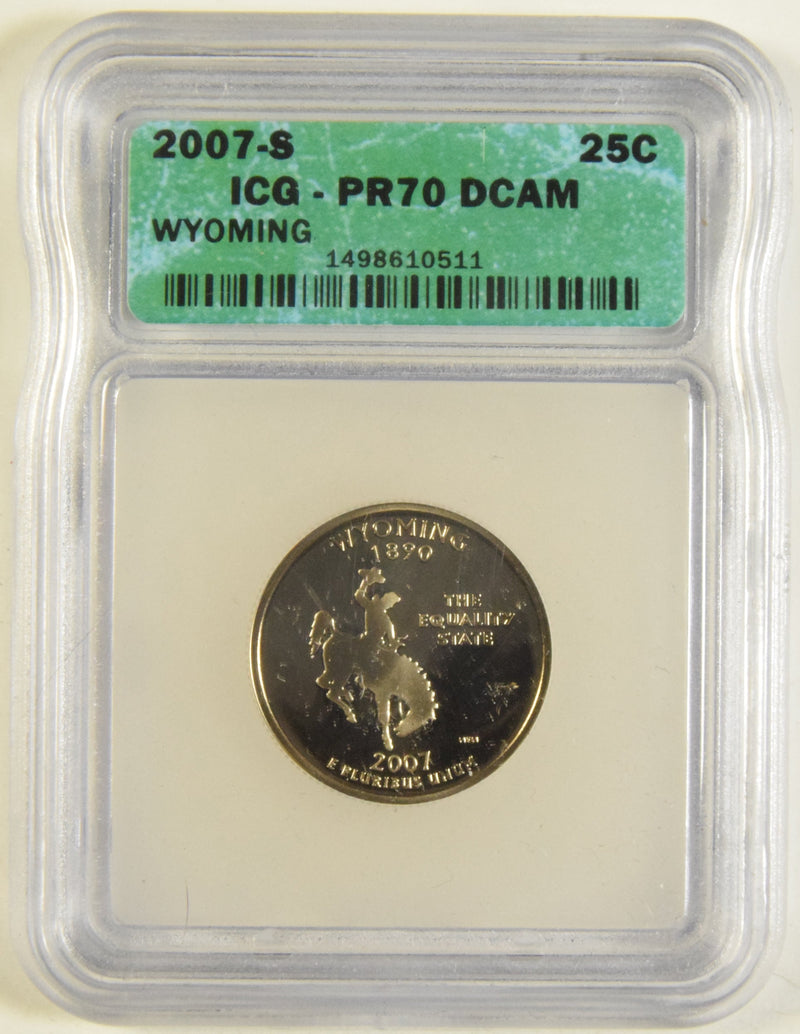 2007-S 25C
ICG - PR70 DCAM
WYOMING
1498610511
WYOMING
1890
THE
EQUALITY
STATE
2007
E PLURIBUS UNUM